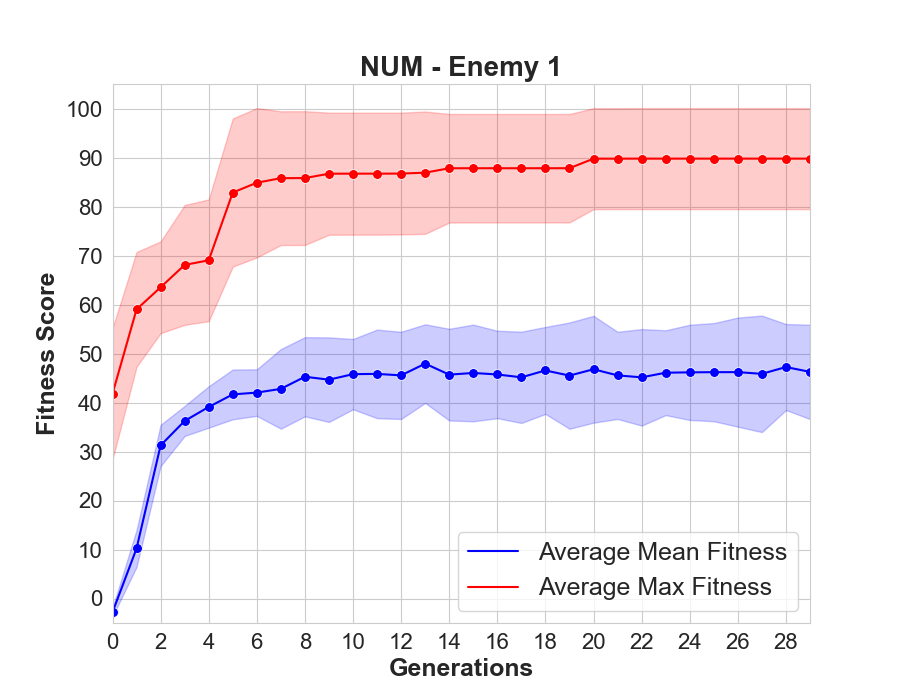 NUM - Enemy 1
Fitness Score
100
90
80
70
60
50
40
30
20
10
0
0 2 4 6 8 10 12 14 16 18 20 22 24 26 28
Generations
Average Mean Fitness
Average Max Fitness